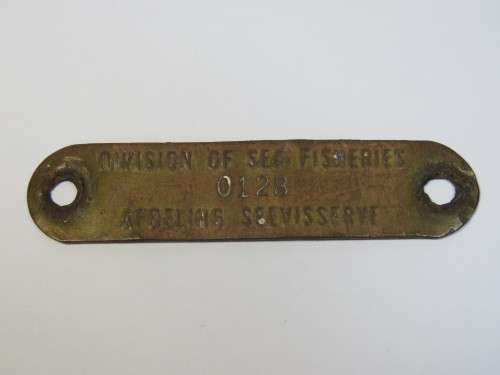 DIVISION OF SEA FISHERIES
0128
AFDELING SEEVISSERYE